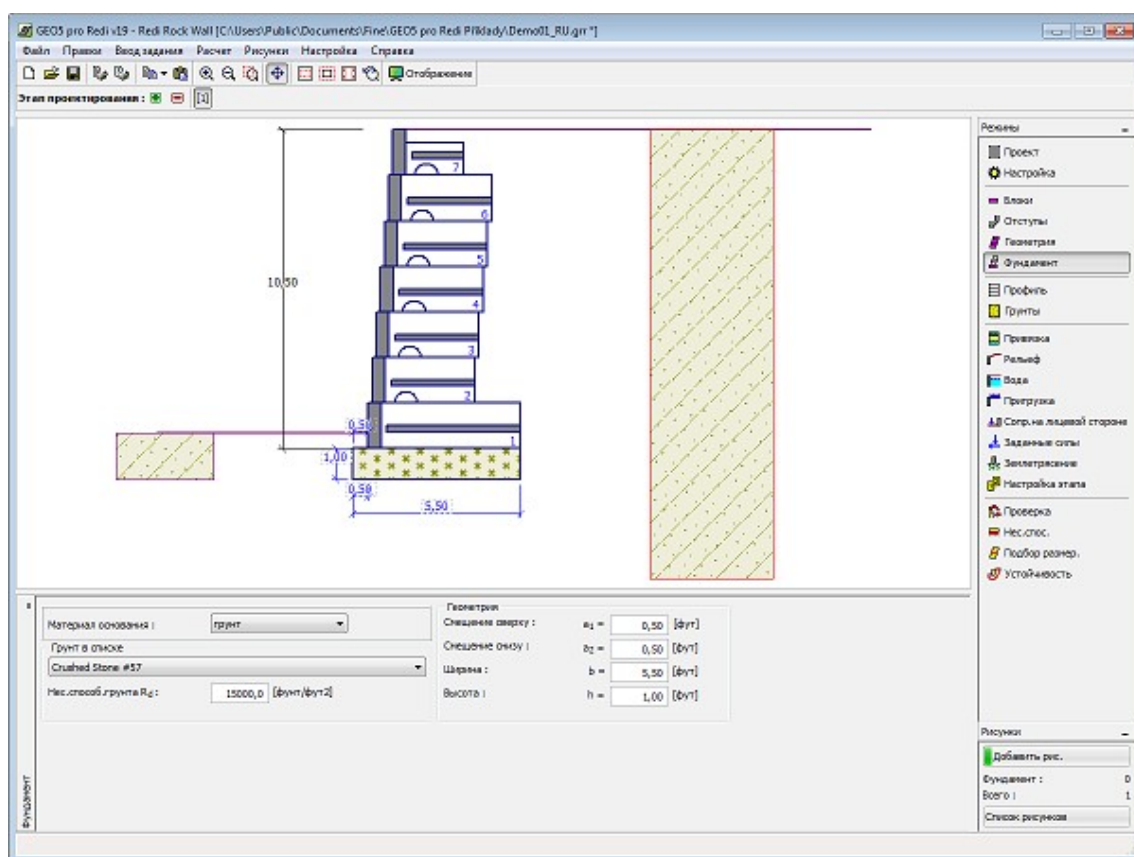 GEO5 pro Redi v19 - Redi Rock Wall [C:\Users\Public\Documents\Fine\GEO5 pro Redi Příklady\Demo01_RU.grr *]
Файл Правки Ввод задания Расчет Рисунки Настройка Справка
Отображение
Этап проектирования : [1]
10,50
7
6
5
4
3
2
1
0,50
1,00
0,50
5,50
Режимы
Проект
Настройка
Блоки
Отступы
Геометрия
Фундамент
Профиль
Грунты
Привязка
Рельеф
Вода
Пригрузка
Сопр.на лицевой стороне
Заданные силы
Землетрясение
Настройка этапа
Проверка
Нес.спос.
Подбор размер.
Устойчивость
Рисунки
Добавить рис.
Фундамент : 0
Всего : 1
Список рисунков
Фундамент
Материал основания : грунт
Грунт в списке
Crushed Stone #57
Нес.способ.грунта Rd : 15000,0 [фунт/фут2]
Геометрия
Смещение сверху : a1 = 0,50 [фут]
Смещение снизу : a2 = 0,50 [фут]
Ширина : b = 5,50 [фут]
Высота : h = 1,00 [фут]